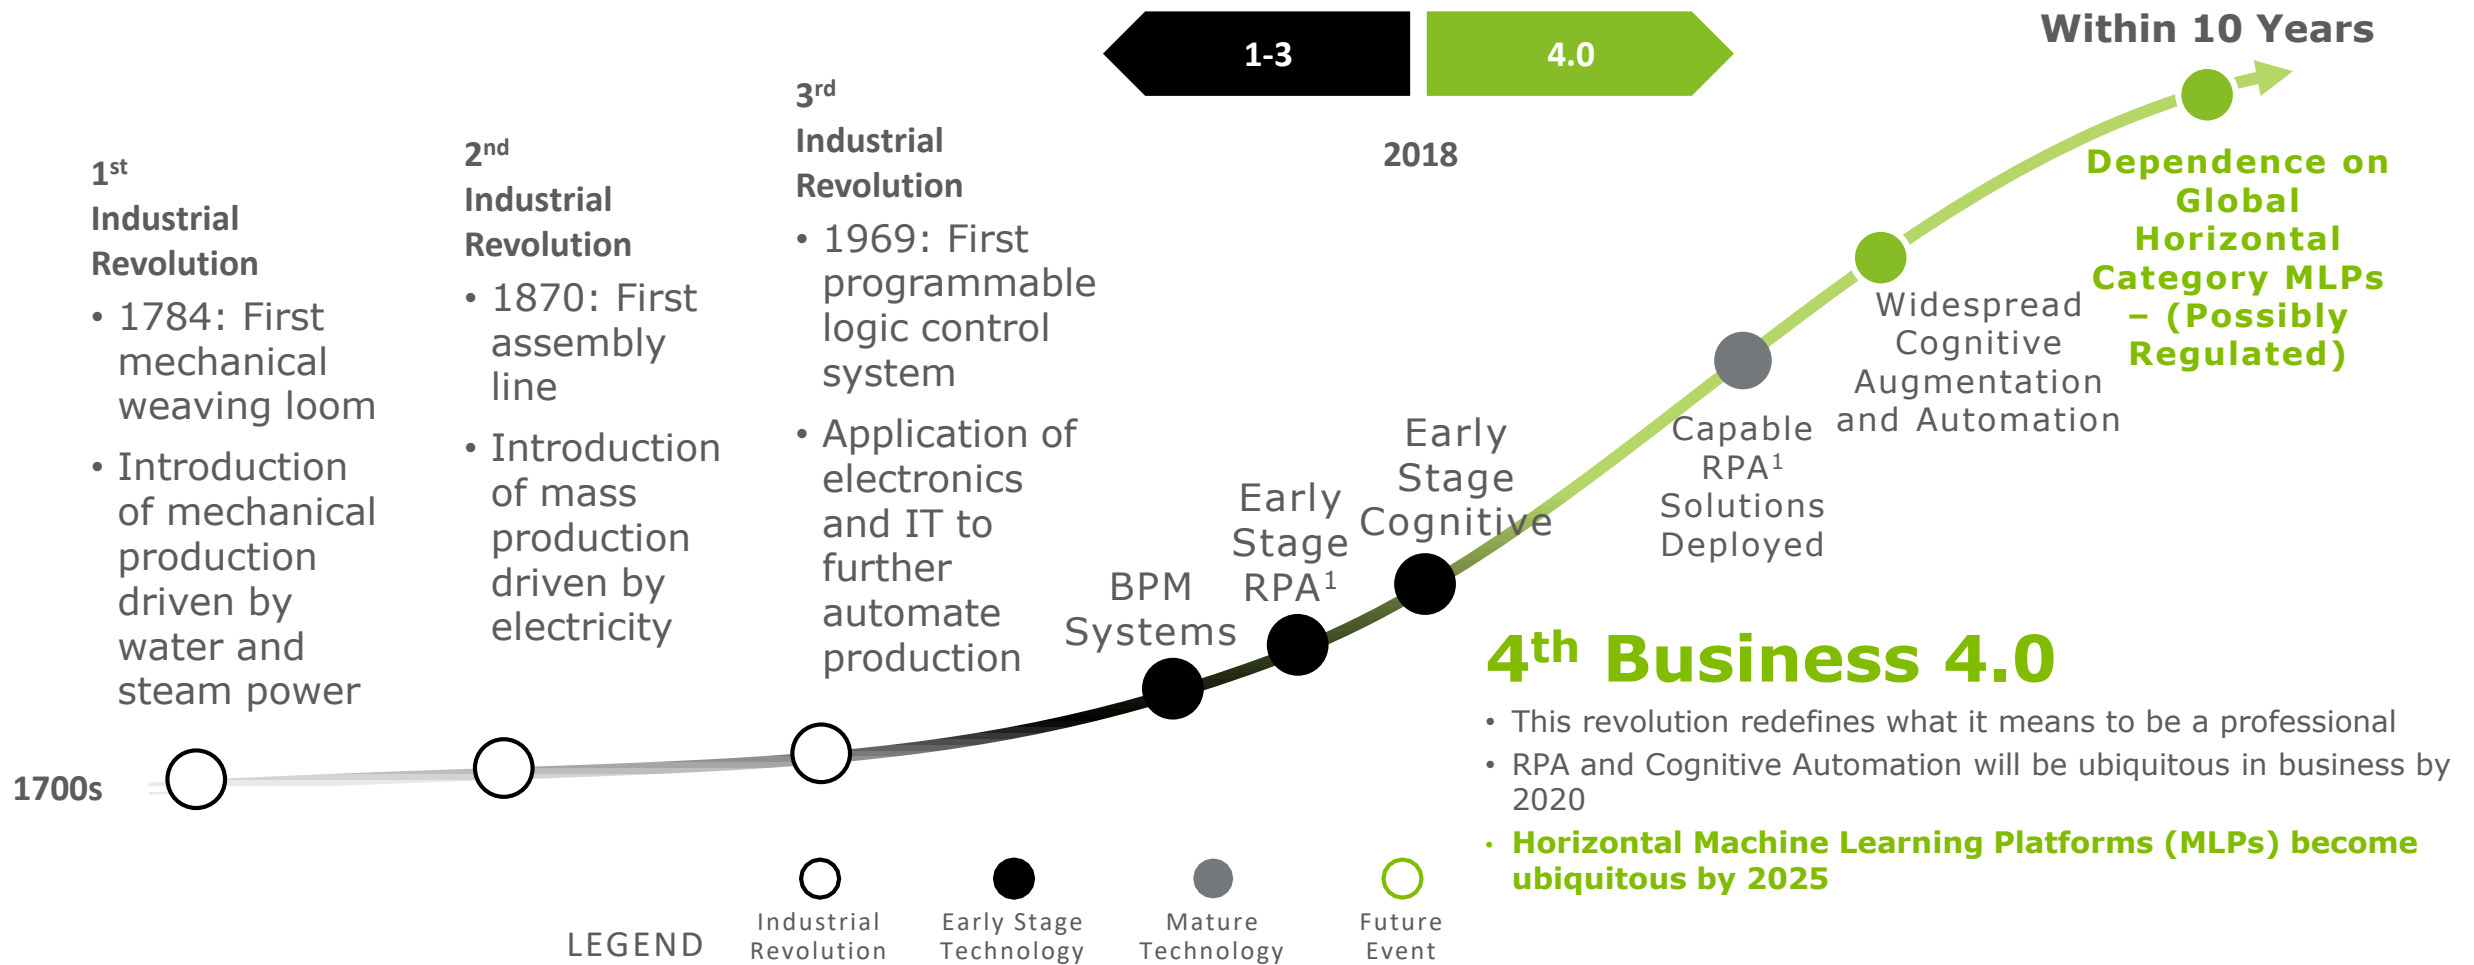 1-3
4.0
Within 10 Years
2018
1700s
1st
Industrial
Revolution
• 1784: First
mechanical
weaving loom
• Introduction
of mechanical
production
driven by
water and
steam power
2nd
Industrial
Revolution
• 1870: First
assembly
line
• Introduction
of mass
production
driven by
electricity
3rd
Industrial
Revolution
• 1969: First
programmable
logic control
system
• Application of
electronics
and IT to
further
automate
production
BPM
Systems
Early
Stage
RPA1
Early
Stage
Cognitive
Capable
RPA1
Solutions
Deployed
Widespread
Cognitive
Augmentation
and Automation
Dependence on
Global
Horizontal
Category MLPs
– (Possibly
Regulated)
4th Business 4.0
• This revolution redefines what it means to be a professional
• RPA and Cognitive Automation will be ubiquitous in business by
2020
• Horizontal Machine Learning Platforms (MLPs) become
ubiquitous by 2025
LEGEND
Industrial
Revolution
Early Stage
Technology
Mature
Technology
Future
Event